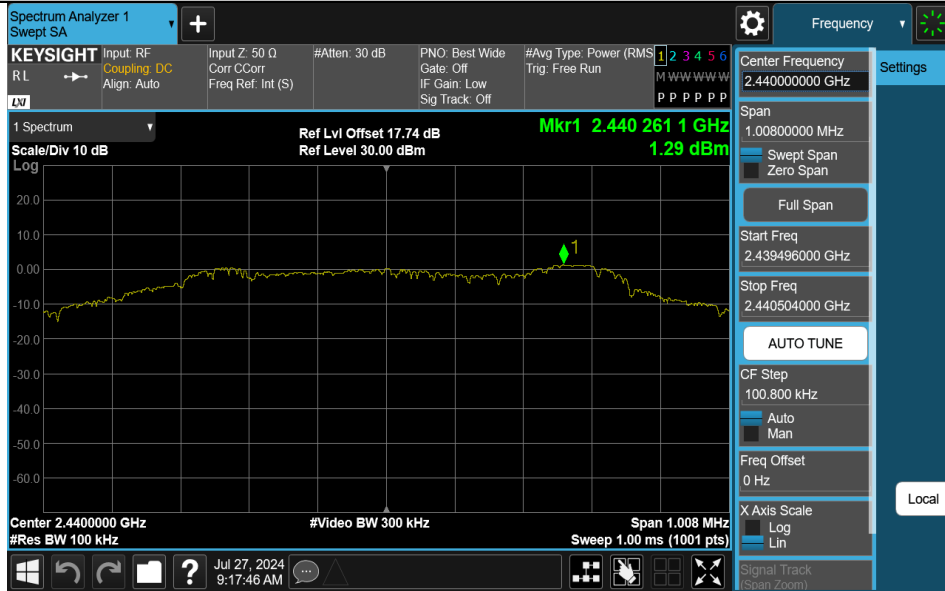 Spectrum Analyzer 1
Swept SA
Frequency
KEYSIGHT
R L
LXI
Input: RF
Coupling: DC
Align: Auto
Input Z: 50 Ω
Corr CCorr
Freq Ref: Int (S)
#Atten: 30 dB
PNO: Best Wide
Gate: Off
IF Gain: Low
Sig Track: Off
#Avg Type: Power (RMS
Trig: Free Run
1 2 3 4 5 6
M W W W W W
P P P P P P
1 Spectrum
Scale/Div 10 dB
Log
Ref Lvl Offset 17.74 dB
Ref Level 30.00 dBm
Mkr1 2.440 261 1 GHz
1.29 dBm
20.0
10.0
0.00
-10.0
-20.0
-30.0
-40.0
-50.0
-60.0
1
Center 2.4400000 GHz
#Res BW 100 kHz
#Video BW 300 kHz
Span 1.008 MHz
Sweep 1.00 ms (1001 pts)
Jul 27, 2024
9:17:46 AM
Center Frequency
2.440000000 GHz
Span
1.00800000 MHz
Swept Span
Zero Span
Full Span
Start Freq
2.439496000 GHz
Stop Freq
2.440504000 GHz
AUTO TUNE
CF Step
100.800 kHz
Auto
Man
Freq Offset
0 Hz
X Axis Scale
Log
Lin
Signal Track
(Span Zoom)
Settings
Local